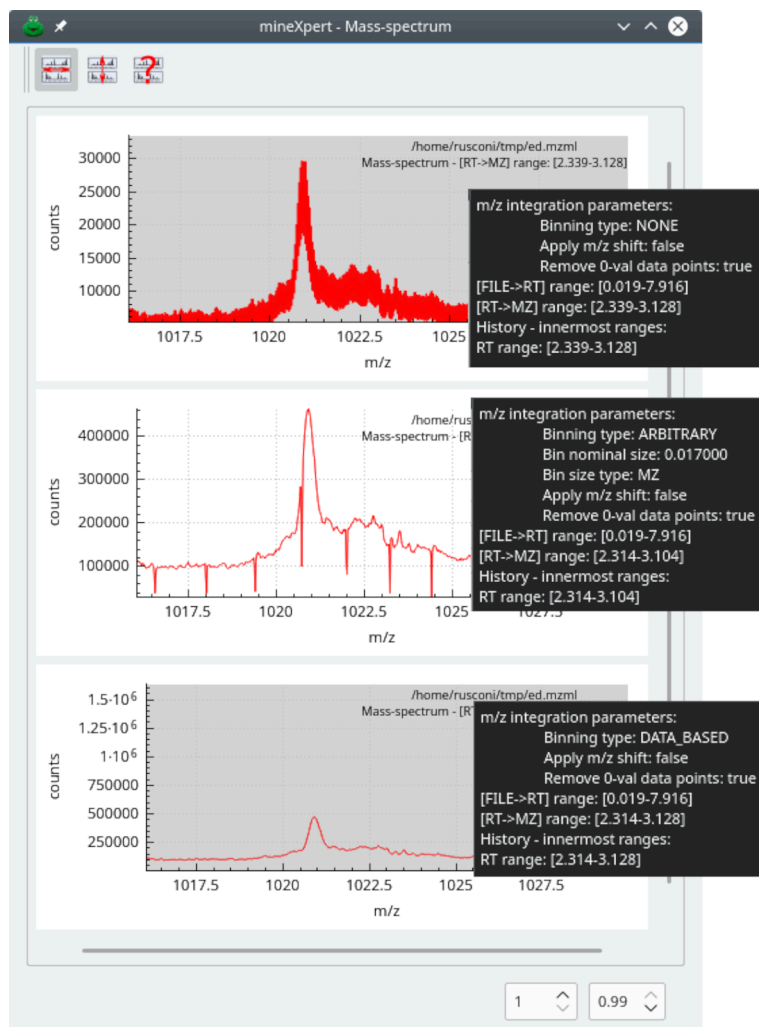 mineXpert - Mass-spectrum
?
/home/rusconi/tmp/ed.mzml
Mass-spectrum - [RT->MZ] range: [2.339-3.128]
30000
25000
20000
15000
10000
counts
1017.5 1020 1022.5 1025
m/z
m/z integration parameters:
Binning type: NONE
Apply m/z shift: false
Remove 0-val data points: true
[FILE->RT] range: [0.019-7.916]
[RT->MZ] range: [2.339-3.128]
History - innermost ranges:
RT range: [2.339-3.128]
/home/rus
Mass-spectrum - [R
400000
300000
200000
100000
counts
1017.5 1020 1022.5 1025 1027.5
m/z
m/z integration parameters:
Binning type: ARBITRARY
Bin nominal size: 0.017000
Bin size type: MZ
Apply m/z shift: false
Remove 0-val data points: true
[FILE->RT] range: [0.019-7.916]
[RT->MZ] range: [2.314-3.104]
History - innermost ranges:
RT range: [2.314-3.104]
/home/rusconi/tmp/ed.mzml
Mass-spectrum - [RT
1.5·10⁶
1.25·10⁶
1·10⁶
750000
500000
250000
counts
1017.5 1020 1022.5 1025 1027.5
m/z
m/z integration parameters:
Binning type: DATA_BASED
Apply m/z shift: false
Remove 0-val data points: true
[FILE->RT] range: [0.019-7.916]
[RT->MZ] range: [2.314-3.128]
History - innermost ranges:
RT range: [2.314-3.128]
1 0.99